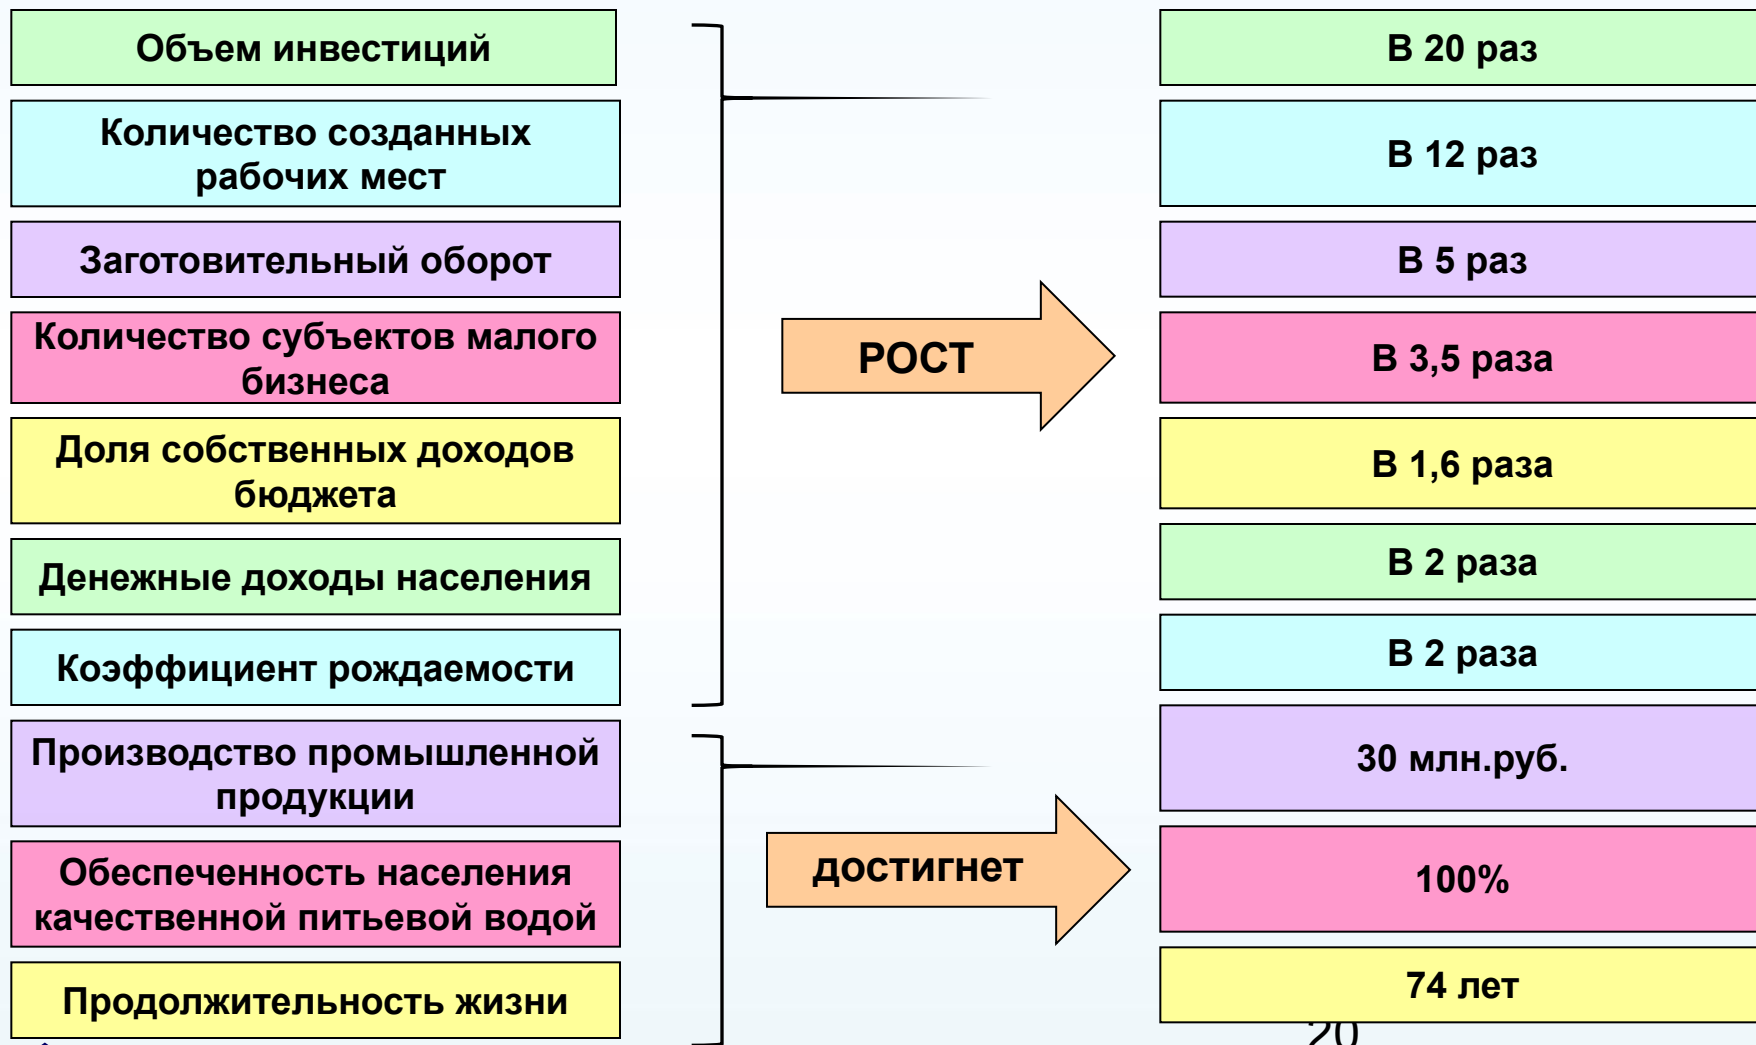 Объем инвестиций
В 20 раз
Количество созданных
рабочих мест
В 12 раз
Заготовительный оборот
В 5 раз
Количество субъектов малого
бизнеса
РОСТ
В 3,5 раза
Доля собственных доходов
бюджета
В 1,6 раза
Денежные доходы населения
В 2 раза
Коэффициент рождаемости
В 2 раза
Производство промышленной
продукции
30 млн.руб.
Обеспеченность населения
качественной питьевой водой
достигнет
100%
Продолжительность жизни
74 лет
20